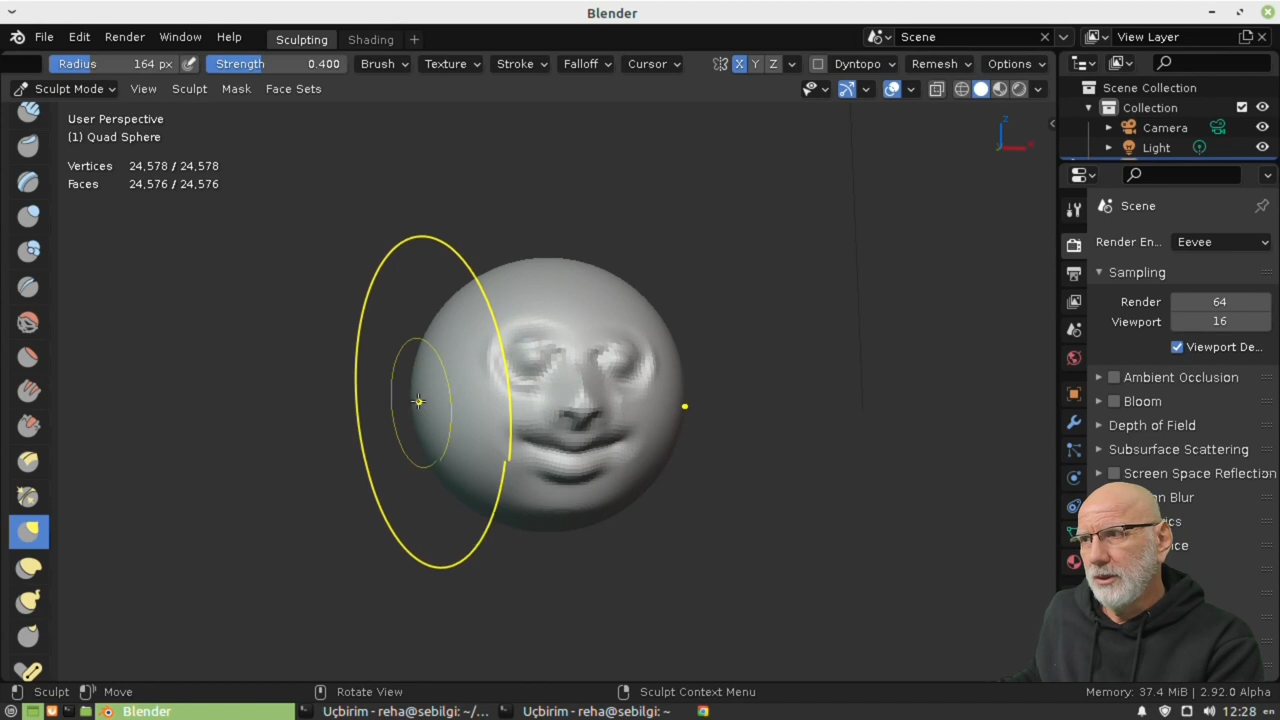 Blender
File Edit Render Window Help Sculpting Shading + Scene View Layer
Radius 164 px Strength 0.400 Brush Texture Stroke Falloff Cursor X Y Z Dyntopo Remesh Options
Sculpt Mode View Sculpt Mask Face Sets
Scene Collection
Collection
Camera
Light
User Perspective
(1) Quad Sphere
Vertices 24,578 / 24,578
Faces 24,576 / 24,576
Z
Scene
Render En... Eevee
Sampling
Render 64
Viewport 16
Viewport De...
Ambient Occlusion
Bloom
Depth of Field
Subsurface Scattering
Screen Space Reflection
on Blur
Sculpt Move Rotate View Sculpt Context Menu Memory: 37.4 MiB | 2.92.0 Alpha
Blender Uçbirim - reha@sebilgi: ~/... Uçbirim - reha@sebilgi: ~ 12:28 en